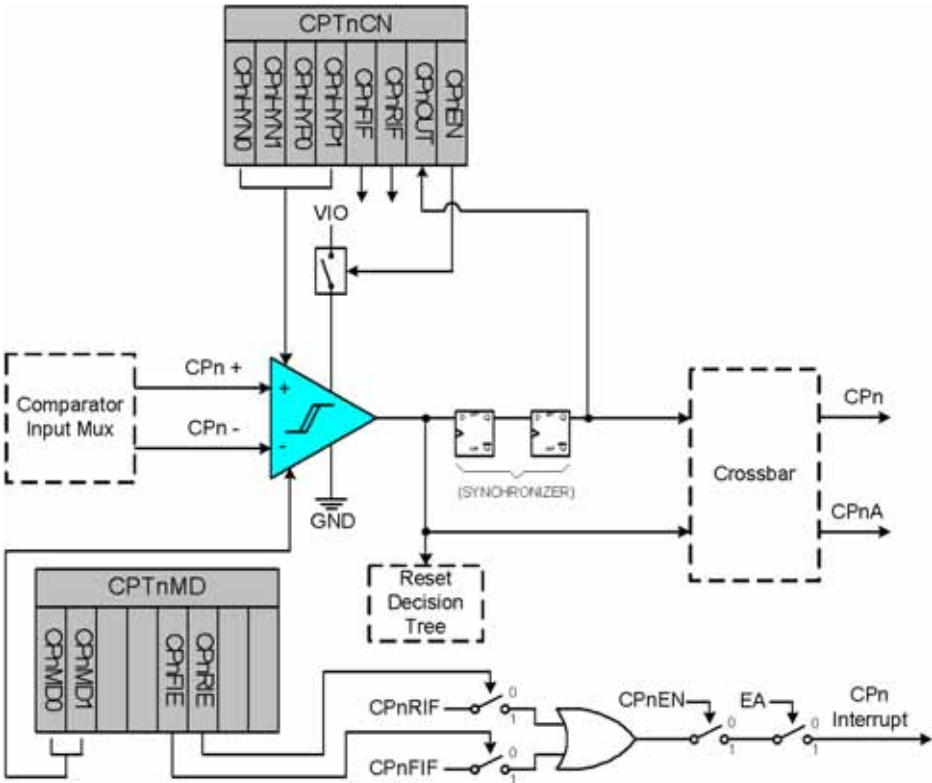 CPTnCN
CPnHYN0
CPnHYN1
CPnHYP0
CPnHYP1
CPnFIF
CPnRIF
CPnOUT
CPnEN
VIO
Comparator
Input Mux
CPn +
CPn -
+
-
GND
(SYNCHRONIZER)
Crossbar
CPn
CPnA
Reset
Decision
Tree
CPTnMD
CPnMD0
CPnMD1
CPnFIE
CPnRIE
CPnRIF
0
1
CPnFIF
0
1
CPnEN
0
1
EA
0
1
CPn
Interrupt